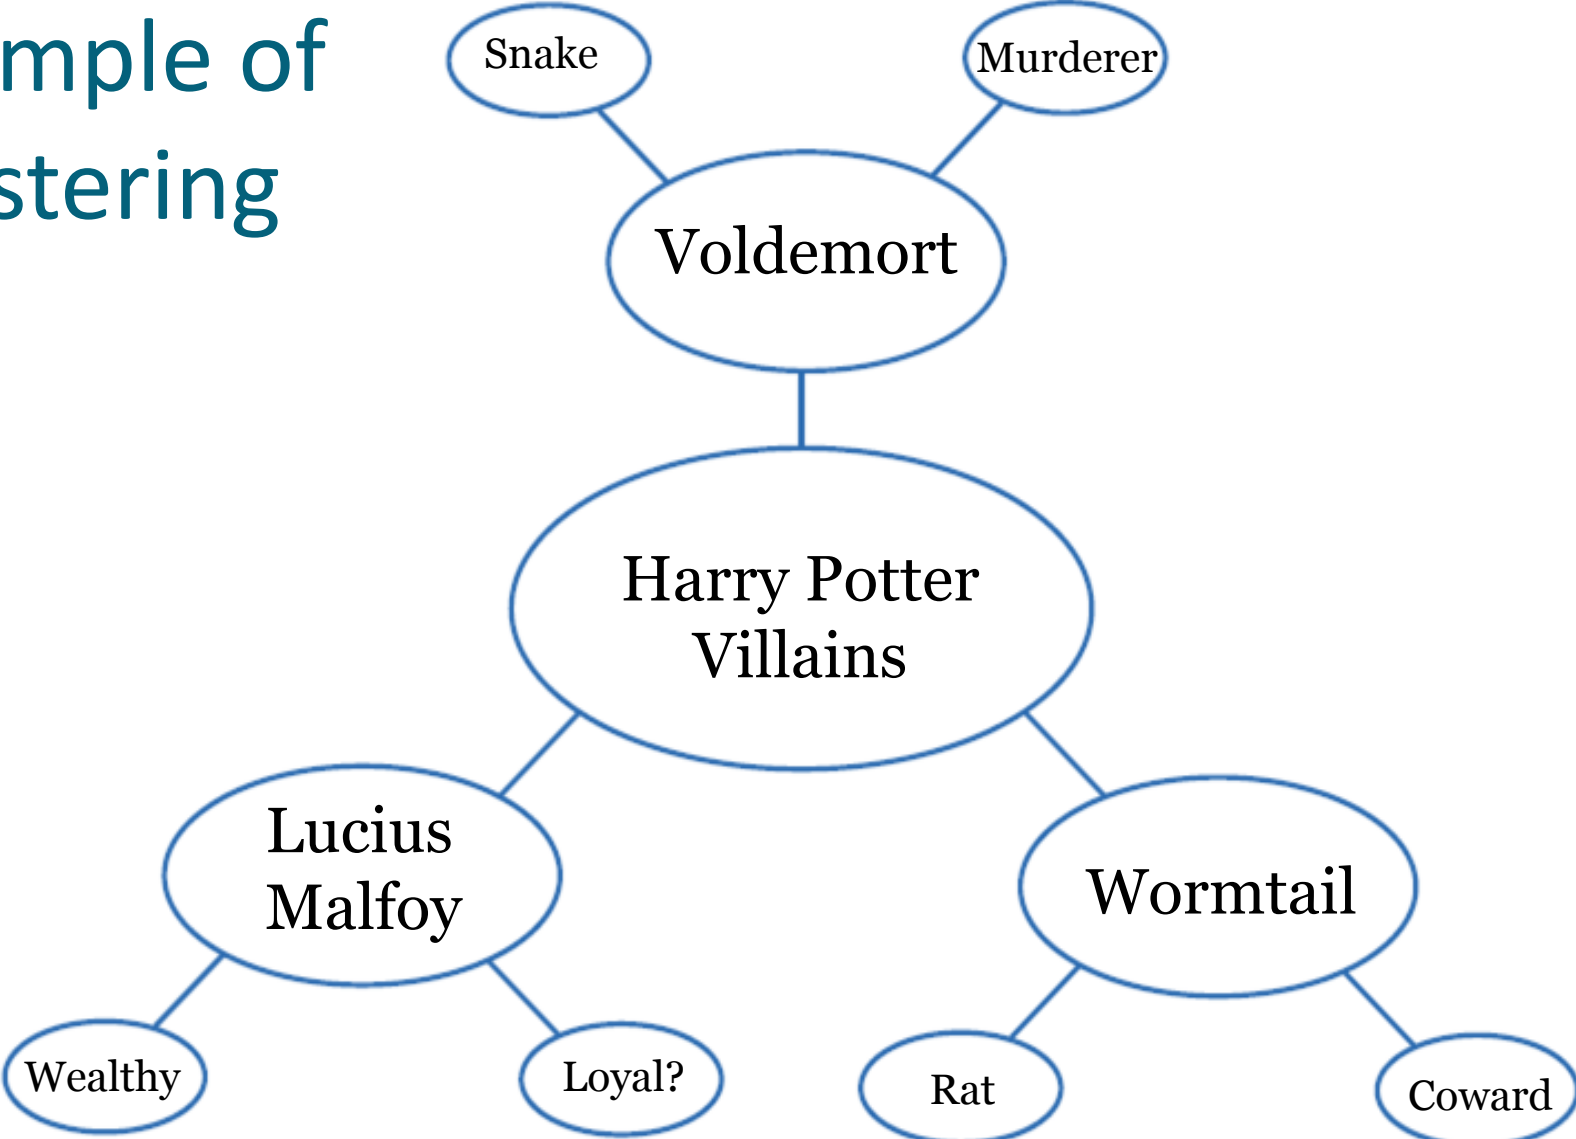 mple of
stering
Snake
Murderer
Voldemort
Harry Potter
Villains
Lucius
Malfoy
Wormtail
Wealthy
Loyal?
Rat
Coward